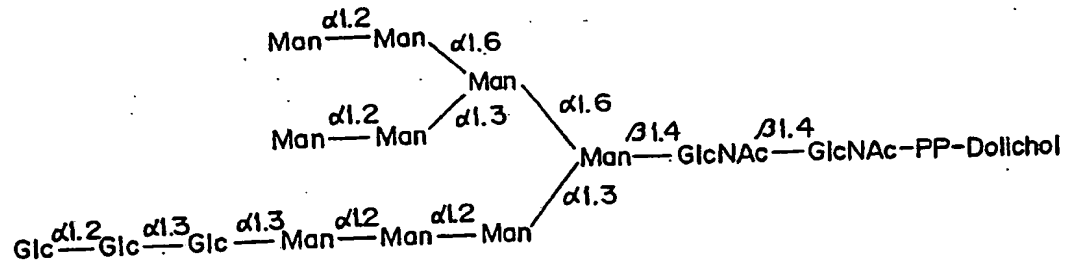 α1.2
Man—Man α1.6
Man
α1.2 α1.3 α1.6
Man—Man
β1.4 β1.4
Man—GlcNAc—GlcNAc-PP-Dolichol
α1.3
α1.2 α1.3 α1.3 α1.2 α1.2
Glc—Glc—Glc—Man—Man—Man